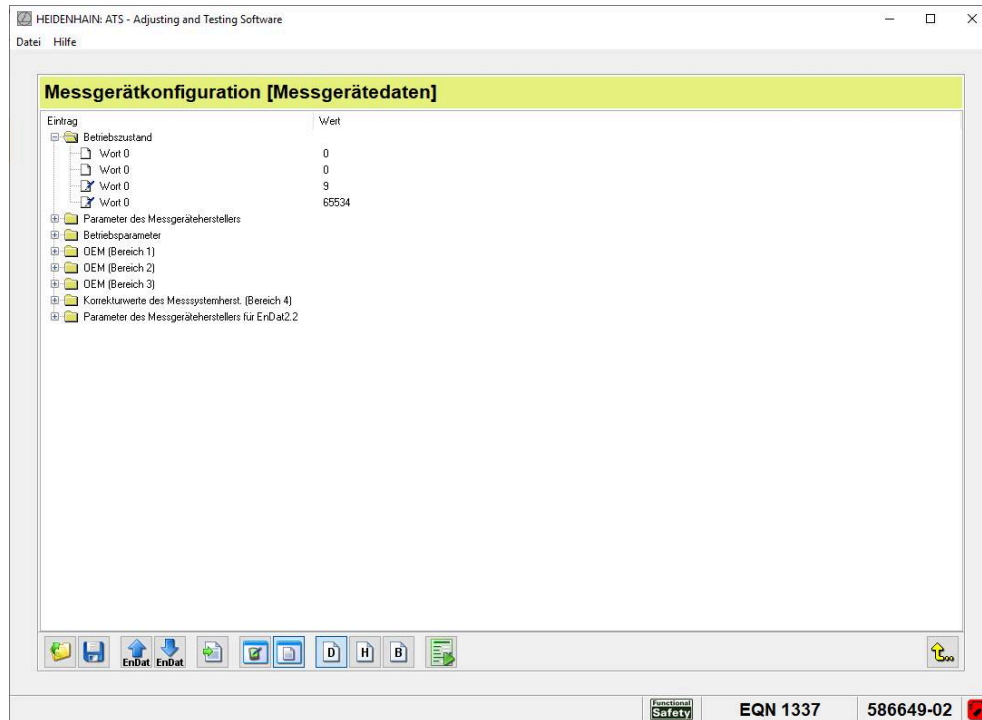 HEIDENHAIN: ATS - Adjusting and Testing Software
Datei Hilfe
Messgerätkonfiguration [Messgerätedaten]
Eintrag Wert
Betriebszustand
Wort 0 0
Wort 0 0
Wort 0 9
Wort 0 65534
Parameter des Messgeräteherstellers
Betriebsparameter
OEM (Bereich 1)
OEM (Bereich 2)
OEM (Bereich 3)
Korrekturwerte des Messsystemherst. (Bereich 4)
Parameter des Messgeräteherstellers für EnDat2.2
EnDat EnDat D H B
Functional
Safety EQN 1337 586649-02